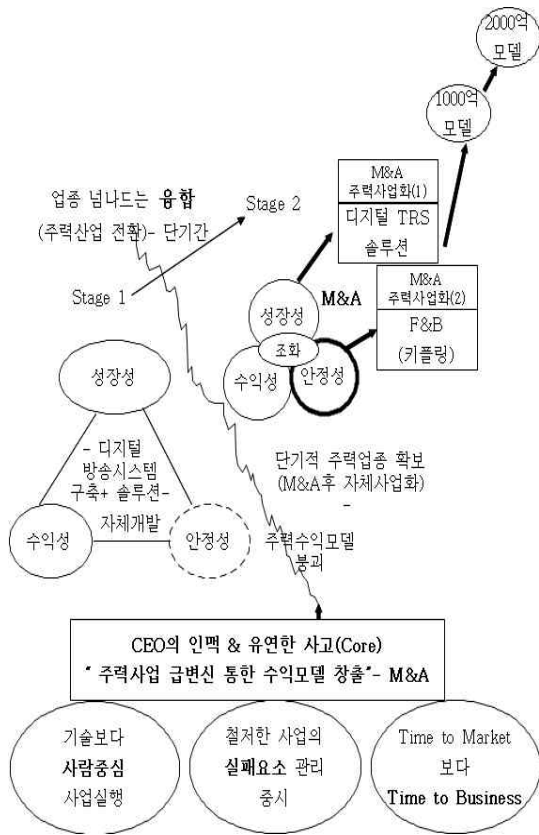 2000억
모델
1000억
모델
M&A
주력사업화(1)
디지털 TRS
솔루션
업종 넘나드는 융합
(주력산업 전환)- 단기간
Stage 2
Stage 1
M&A
주력사업화(2)
F&B
(키플링)
M&A
성장성
조화
수익성
안정성
성장성
- 디지털
방송시스템
구축+ 솔루션-
자체개발
수익성
안정성
단기적 주력업종 확보
(M&A후 자체사업화)
-
주력수익모델
붕괴
CEO의 인맥 & 유연한 사고(Core)
" 주력사업 급변신 통한 수익모델 창출"- M&A
기술보다
사람중심
사업실행
철저한 사업의
실패요소 관리
중시
Time to Market
보다
Time to Business